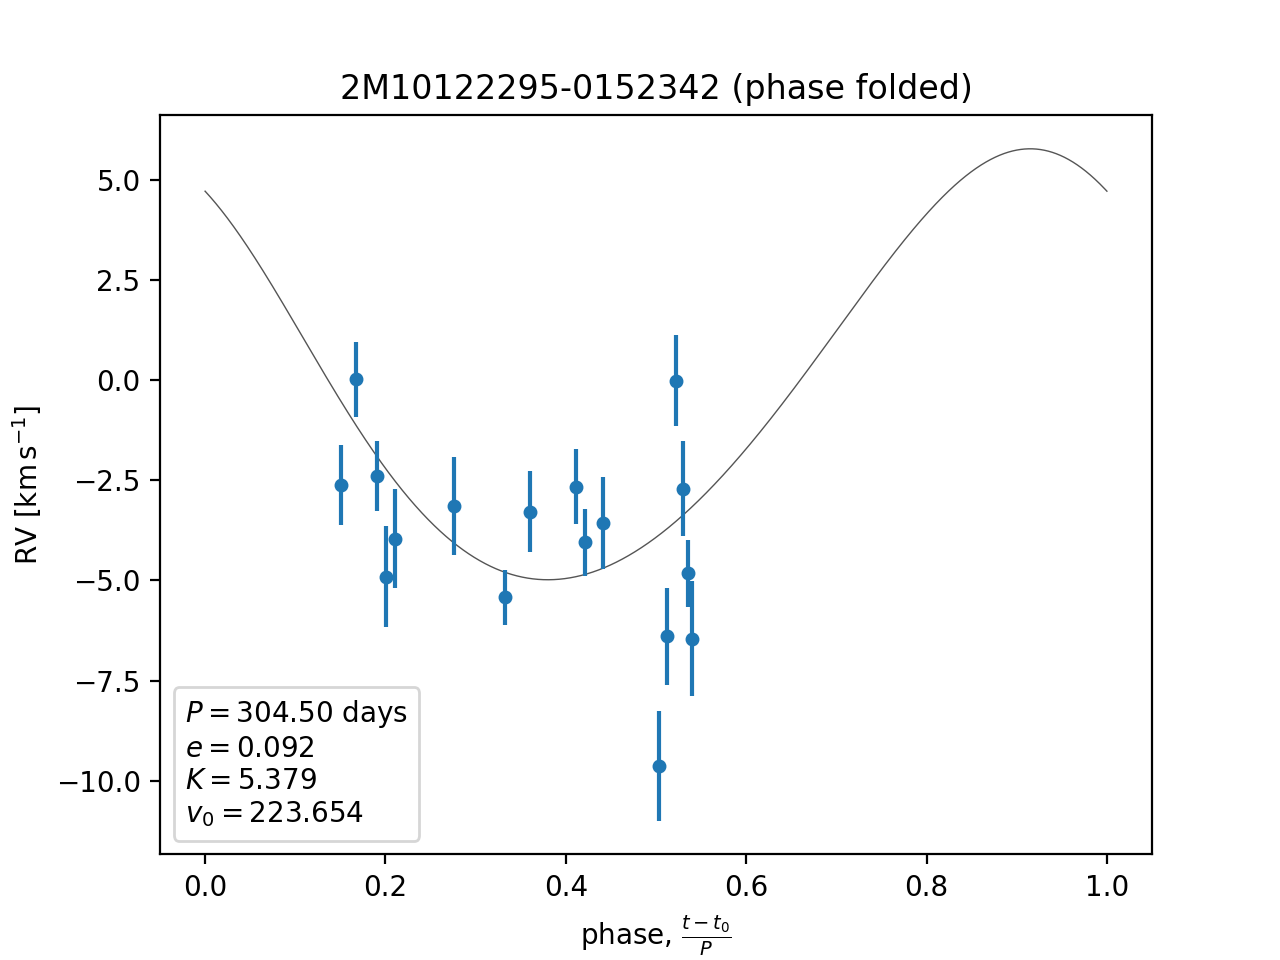 2M10122295-0152342 (phase folded)
RV [km s⁻¹]
5.0
2.5
0.0
−2.5
−5.0
−7.5
−10.0
P = 304.50 days
e = 0.092
K = 5.379
v₀ = 223.654
0.0 0.2 0.4 0.6 0.8 1.0
phase, (t − t₀)/P